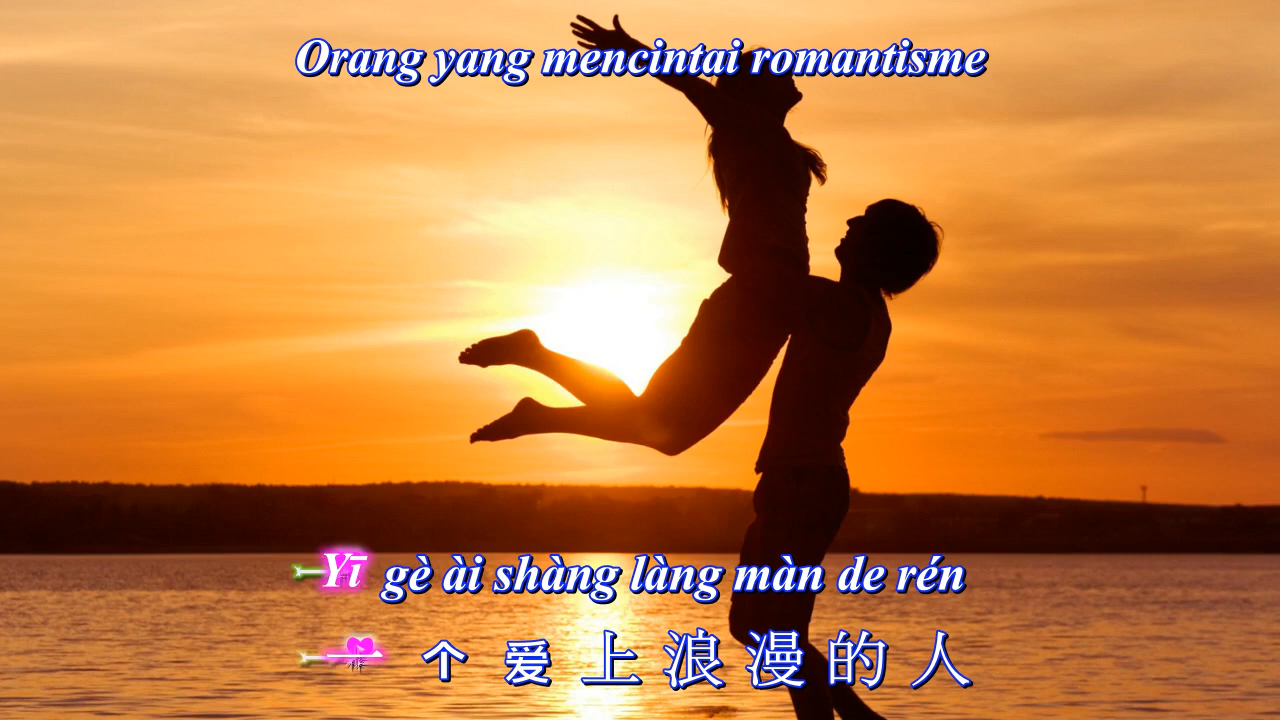 Orang yang mencintai romantisme
Yī gè ài shàng làng màn de rén
一个爱上浪漫的人